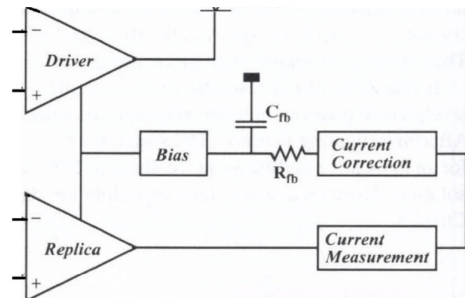 −
Driver
+
C_fb
Bias
R_fb
Current
Correction
−
Replica
+
Current
Measurement